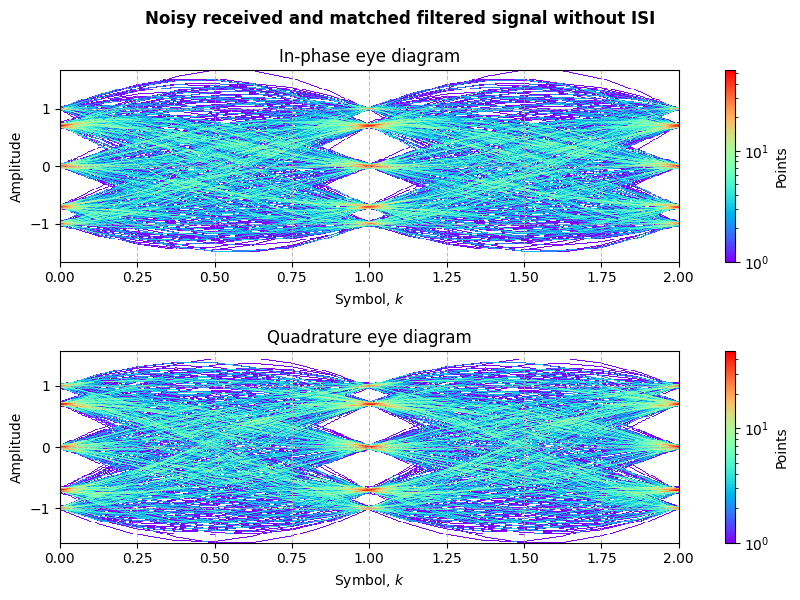 Noisy received and matched filtered signal without ISI
In-phase eye diagram
Amplitude
1
0
−1
0.00 0.25 0.50 0.75 1.00 1.25 1.50 1.75 2.00
Symbol, k
10¹
10⁰
Points
Quadrature eye diagram
Amplitude
1
0
−1
0.00 0.25 0.50 0.75 1.00 1.25 1.50 1.75 2.00
Symbol, k
10¹
10⁰
Points